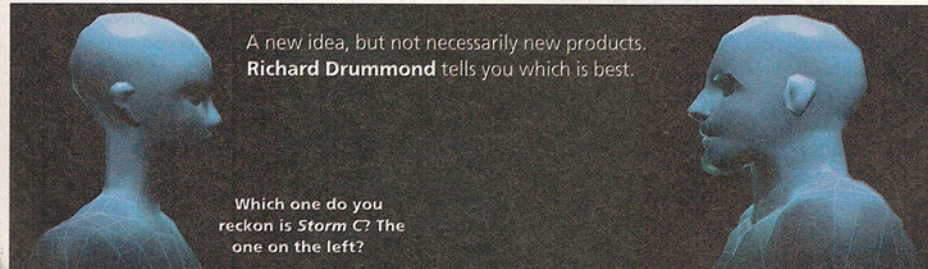 A new idea, but not necessarily new products.
Richard Drummond tells you which is best.
Which one do you
reckon is Storm C? The
one on the left?